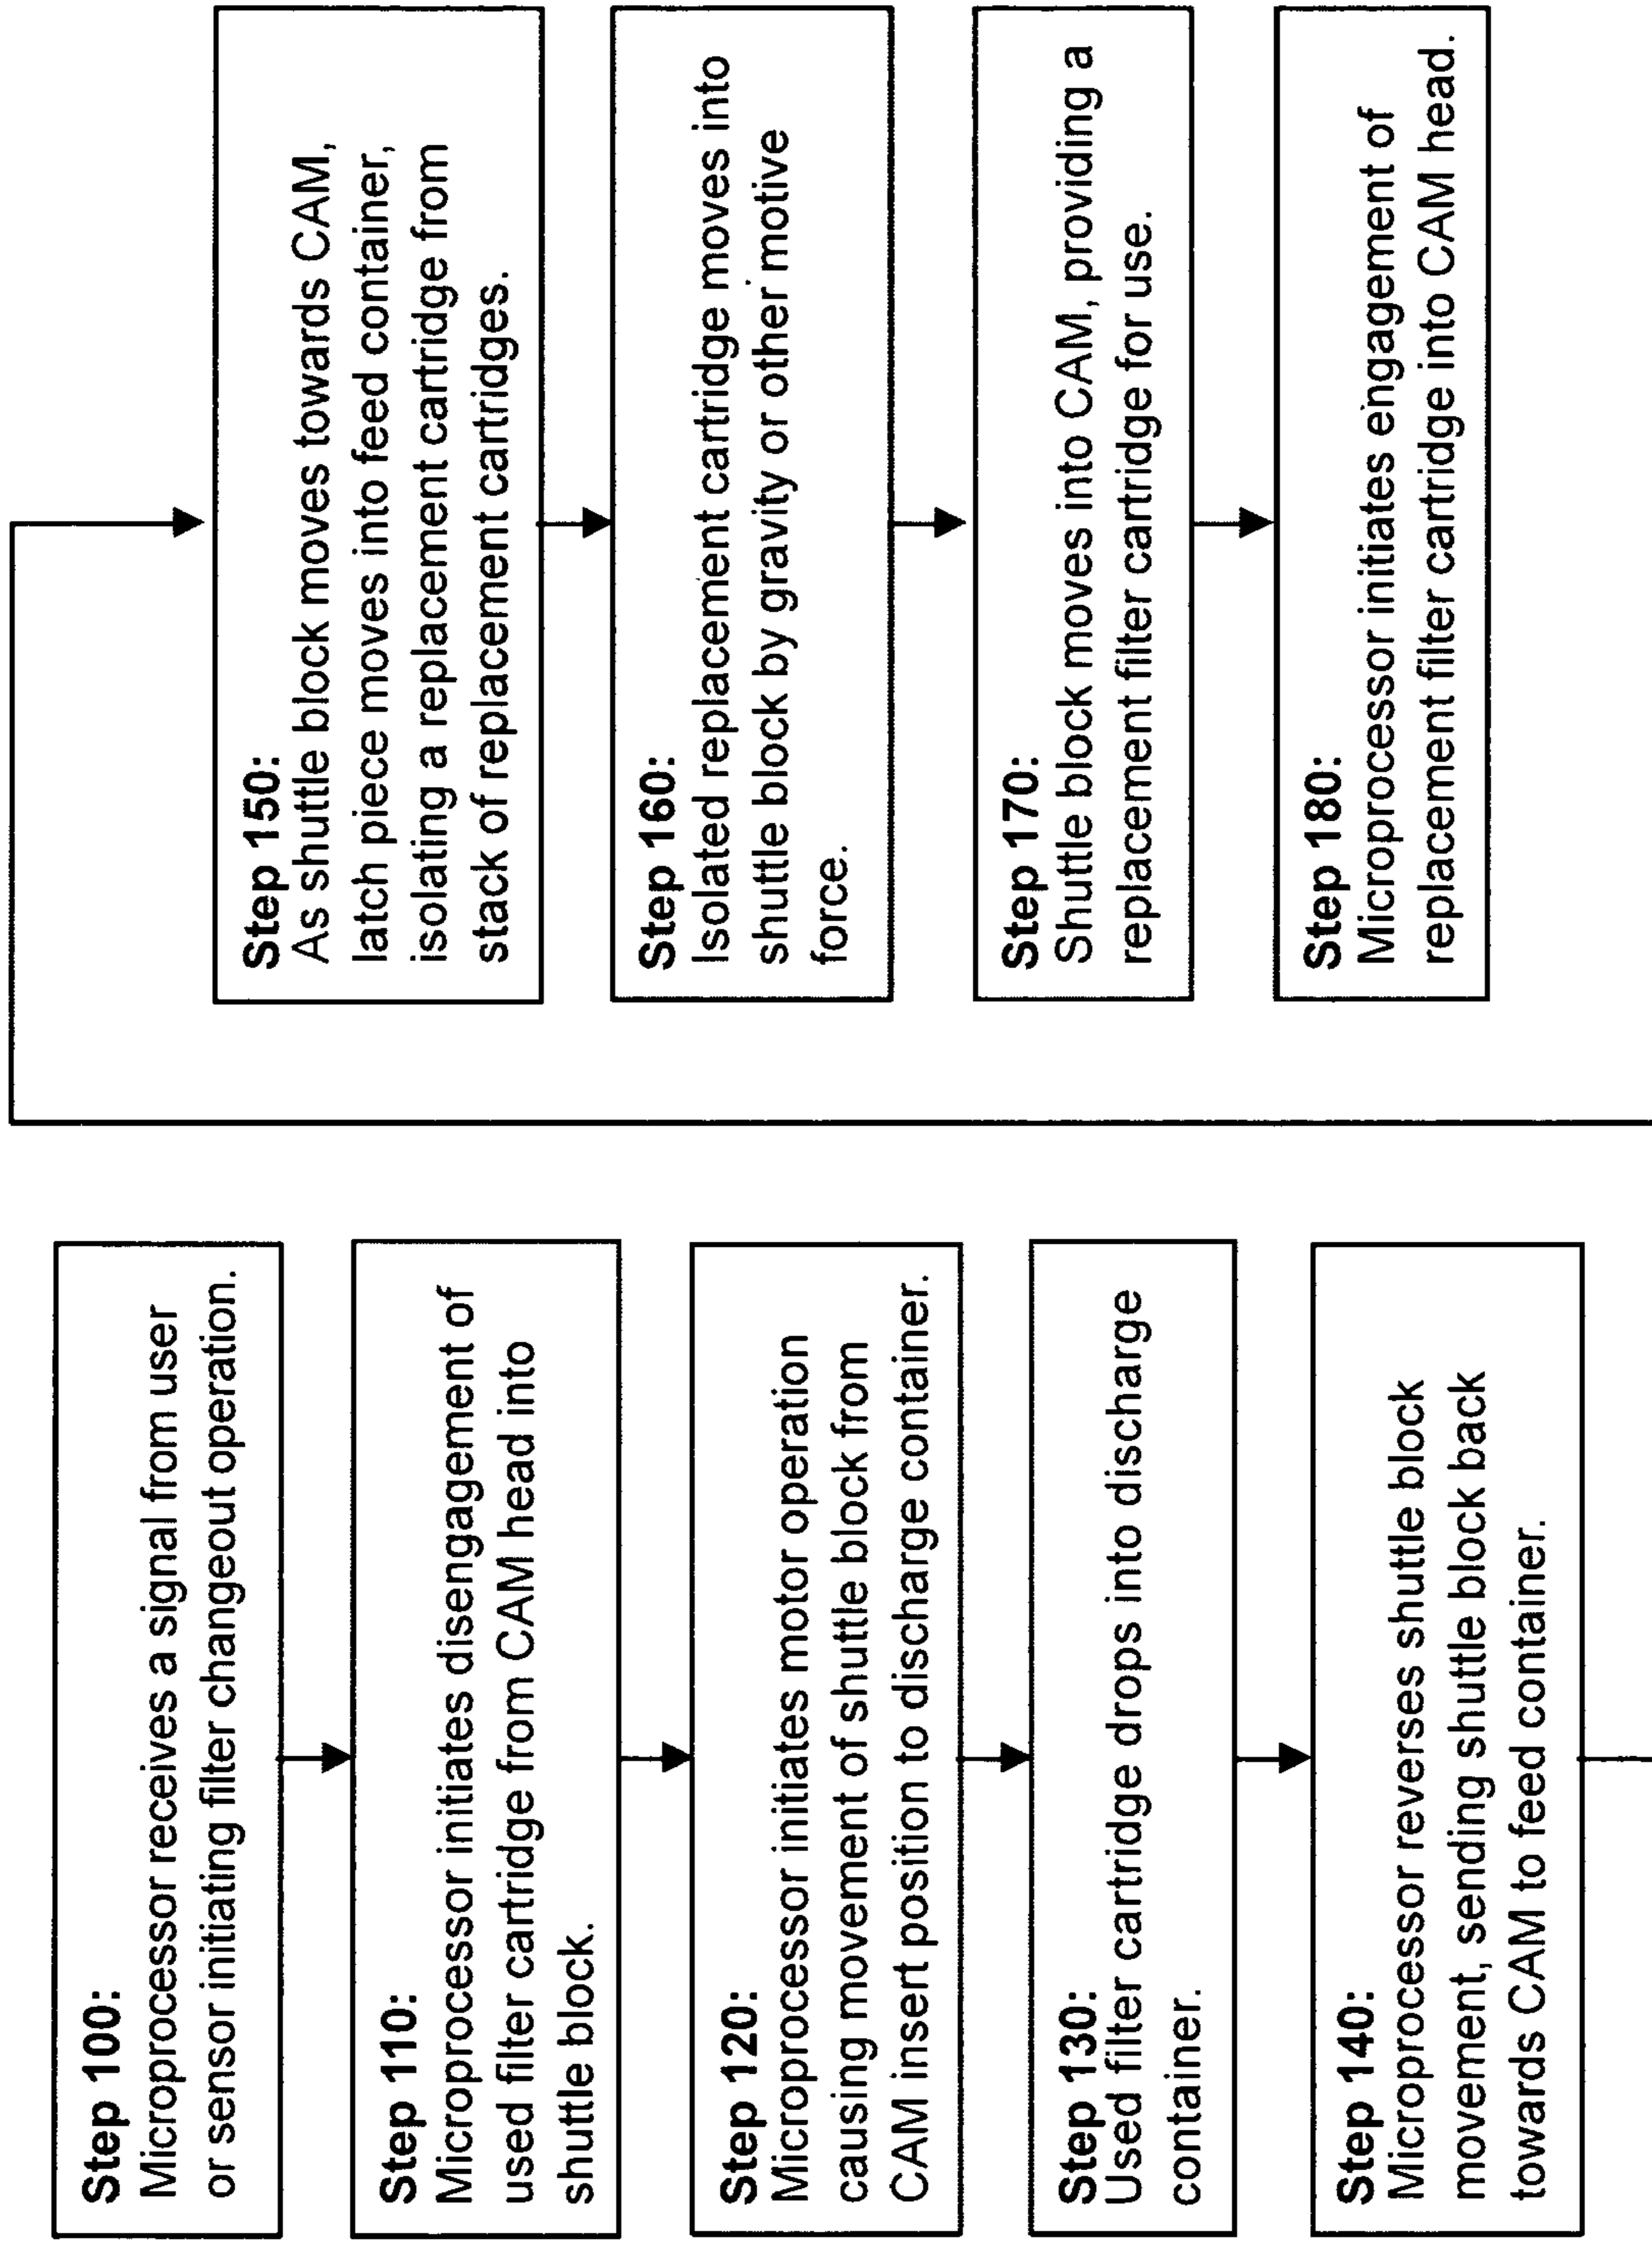 Step 100:
Microprocessor receives a signal from user
or sensor initiating filter changeout operation.
Step 110:
Microprocessor initiates disengagement of
used filter cartridge from CAM head into
shuttle block.
Step 120:
Microprocessor initiates motor operation
causing movement of shuttle block from
CAM insert position to discharge container.
Step 130:
Used filter cartridge drops into discharge
container.
Step 140:
Microprocessor reverses shuttle block
movement, sending shuttle block back
towards CAM to feed container.
Step 150:
As shuttle block moves towards CAM,
latch piece moves into feed container,
isolating a replacement cartridge from
stack of replacement cartridges.
Step 160:
Isolated replacement cartridge moves into
shuttle block by gravity or other motive
force.
Step 170:
Shuttle block moves into CAM, providing a
replacement filter cartridge for use.
Step 180:
Microprocessor initiates engagement of
replacement filter cartridge into CAM head.